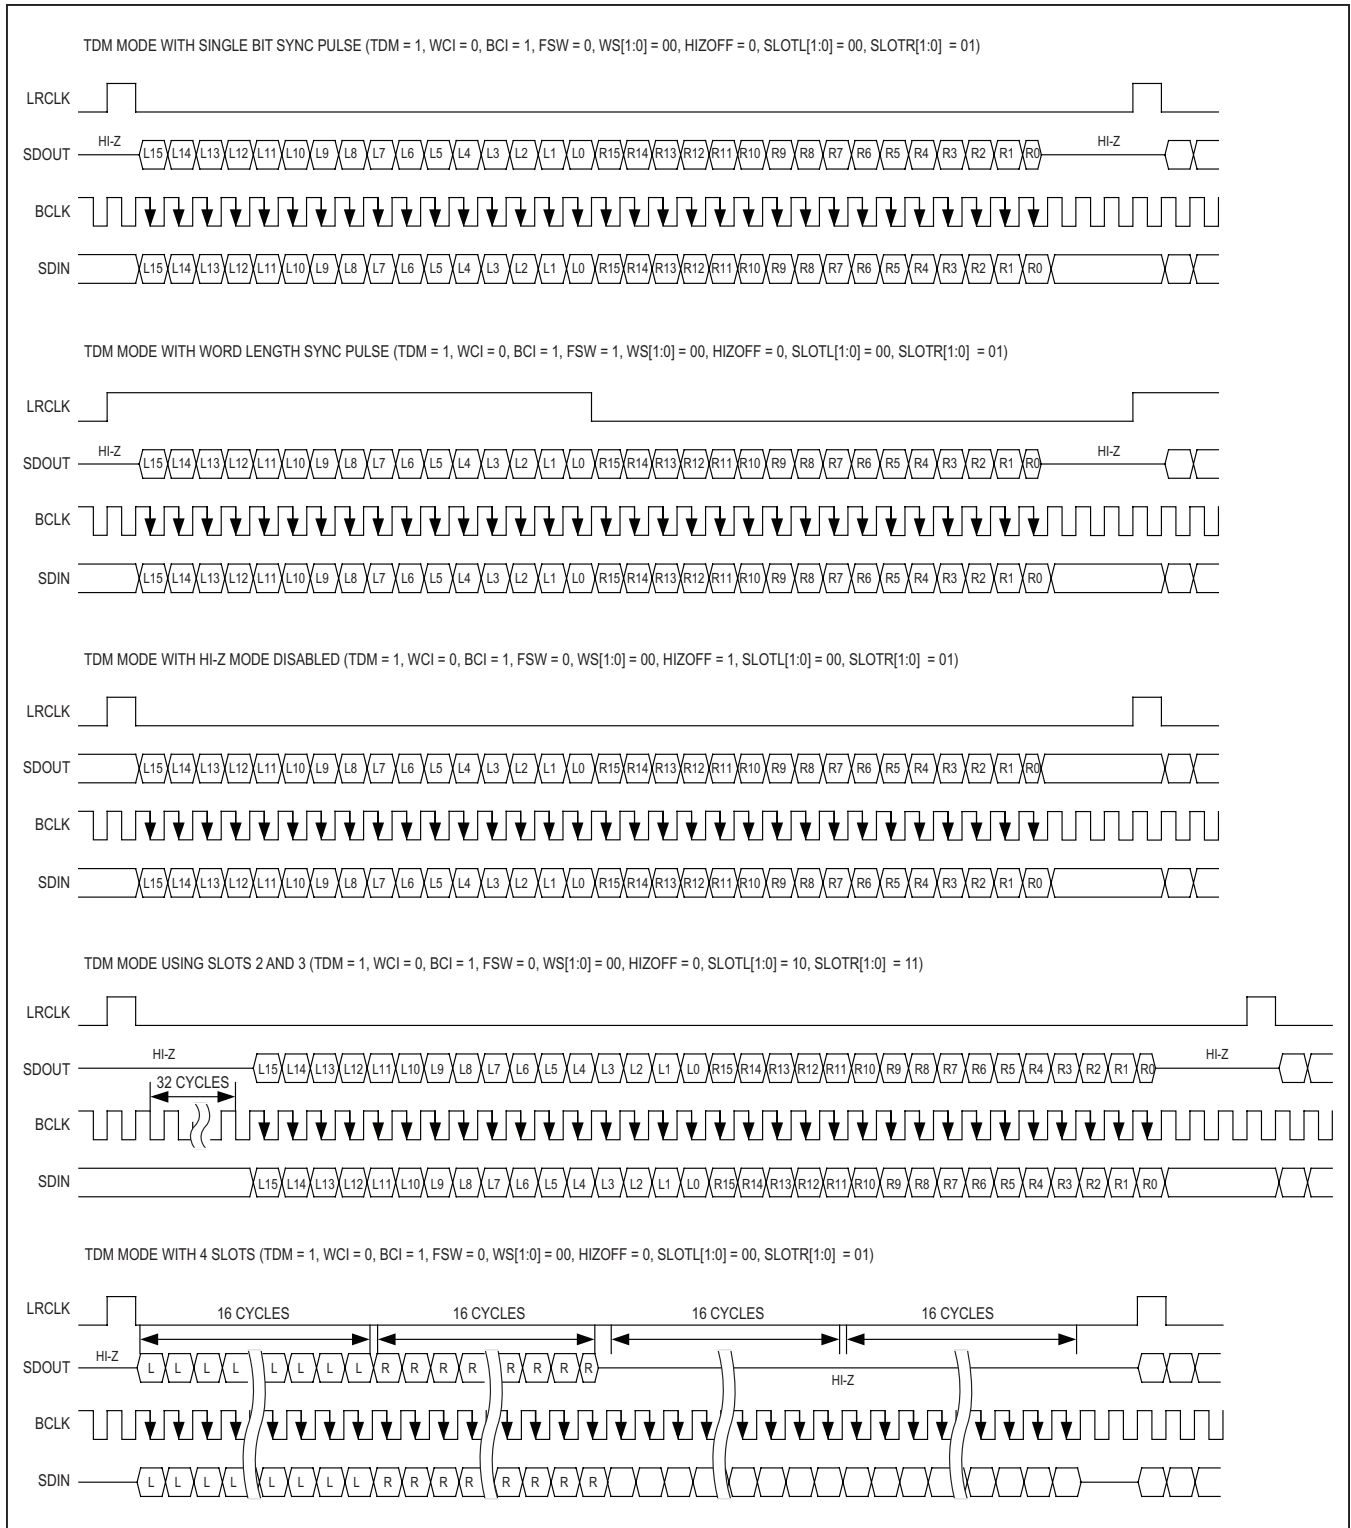 TDM MODE WITH SINGLE BIT SYNC PULSE (TDM = 1, WCI = 0, BCI = 1, FSW = 0, WS[1:0] = 00, HIZOFF = 0, SLOTL[1:0] = 00, SLOTR[1:0] = 01)
LRCLK
SDOUT HI-Z L15 L14 L13 L12 L11 L10 L9 L8 L7 L6 L5 L4 L3 L2 L1 L0 R15 R14 R13 R12 R11 R10 R9 R8 R7 R6 R5 R4 R3 R2 R1 R0 HI-Z
BCLK
SDIN L15 L14 L13 L12 L11 L10 L9 L8 L7 L6 L5 L4 L3 L2 L1 L0 R15 R14 R13 R12 R11 R10 R9 R8 R7 R6 R5 R4 R3 R2 R1 R0
TDM MODE WITH WORD LENGTH SYNC PULSE (TDM = 1, WCI = 0, BCI = 1, FSW = 1, WS[1:0] = 00, HIZOFF = 0, SLOTL[1:0] = 00, SLOTR[1:0] = 01)
LRCLK
SDOUT HI-Z L15 L14 L13 L12 L11 L10 L9 L8 L7 L6 L5 L4 L3 L2 L1 L0 R15 R14 R13 R12 R11 R10 R9 R8 R7 R6 R5 R4 R3 R2 R1 R0 HI-Z
BCLK
SDIN L15 L14 L13 L12 L11 L10 L9 L8 L7 L6 L5 L4 L3 L2 L1 L0 R15 R14 R13 R12 R11 R10 R9 R8 R7 R6 R5 R4 R3 R2 R1 R0
TDM MODE WITH HI-Z MODE DISABLED (TDM = 1, WCI = 0, BCI = 1, FSW = 0, WS[1:0] = 00, HIZOFF = 1, SLOTL[1:0] = 00, SLOTR[1:0] = 01)
LRCLK
SDOUT L15 L14 L13 L12 L11 L10 L9 L8 L7 L6 L5 L4 L3 L2 L1 L0 R15 R14 R13 R12 R11 R10 R9 R8 R7 R6 R5 R4 R3 R2 R1 R0
BCLK
SDIN L15 L14 L13 L12 L11 L10 L9 L8 L7 L6 L5 L4 L3 L2 L1 L0 R15 R14 R13 R12 R11 R10 R9 R8 R7 R6 R5 R4 R3 R2 R1 R0
TDM MODE USING SLOTS 2 AND 3 (TDM = 1, WCI = 0, BCI = 1, FSW = 0, WS[1:0] = 00, HIZOFF = 0, SLOTL[1:0] = 10, SLOTR[1:0] = 11)
LRCLK
SDOUT HI-Z L15 L14 L13 L12 L11 L10 L9 L8 L7 L6 L5 L4 L3 L2 L1 L0 R15 R14 R13 R12 R11 R10 R9 R8 R7 R6 R5 R4 R3 R2 R1 R0 HI-Z
32 CYCLES
BCLK
SDIN L15 L14 L13 L12 L11 L10 L9 L8 L7 L6 L5 L4 L3 L2 L1 L0 R15 R14 R13 R12 R11 R10 R9 R8 R7 R6 R5 R4 R3 R2 R1 R0
TDM MODE WITH 4 SLOTS (TDM = 1, WCI = 0, BCI = 1, FSW = 0, WS[1:0] = 00, HIZOFF = 0, SLOTL[1:0] = 00, SLOTR[1:0] = 01)
LRCLK 16 CYCLES 16 CYCLES 16 CYCLES 16 CYCLES
SDOUT HI-Z L L L L L L L L R R R R R R R R HI-Z
BCLK
SDIN L L L L L L L L R R R R R R R R